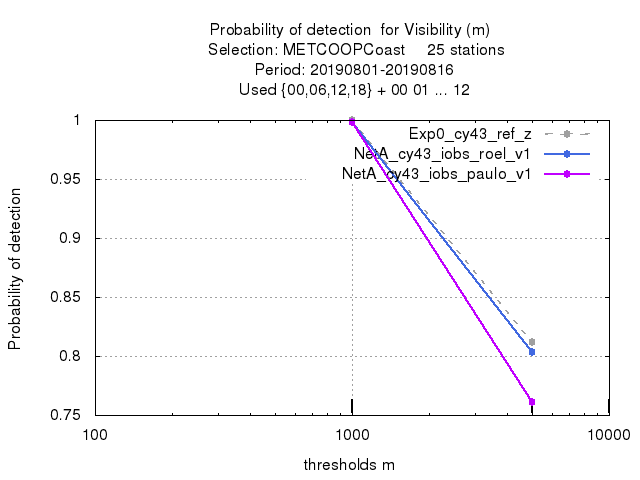 Probability of detection  for Visibility (m)
Selection: METCOOPCoast     25 stations
Period: 20190801-20190816
Used {00,06,12,18} + 00 01 ... 12
Exp0_cy43_ref_z
NetA_cy43_iobs_roel_v1
NetA_cy43_iobs_paulo_v1
1
0.95
0.9
0.85
0.8
0.75
Probability of detection
100
1000
10000
thresholds m